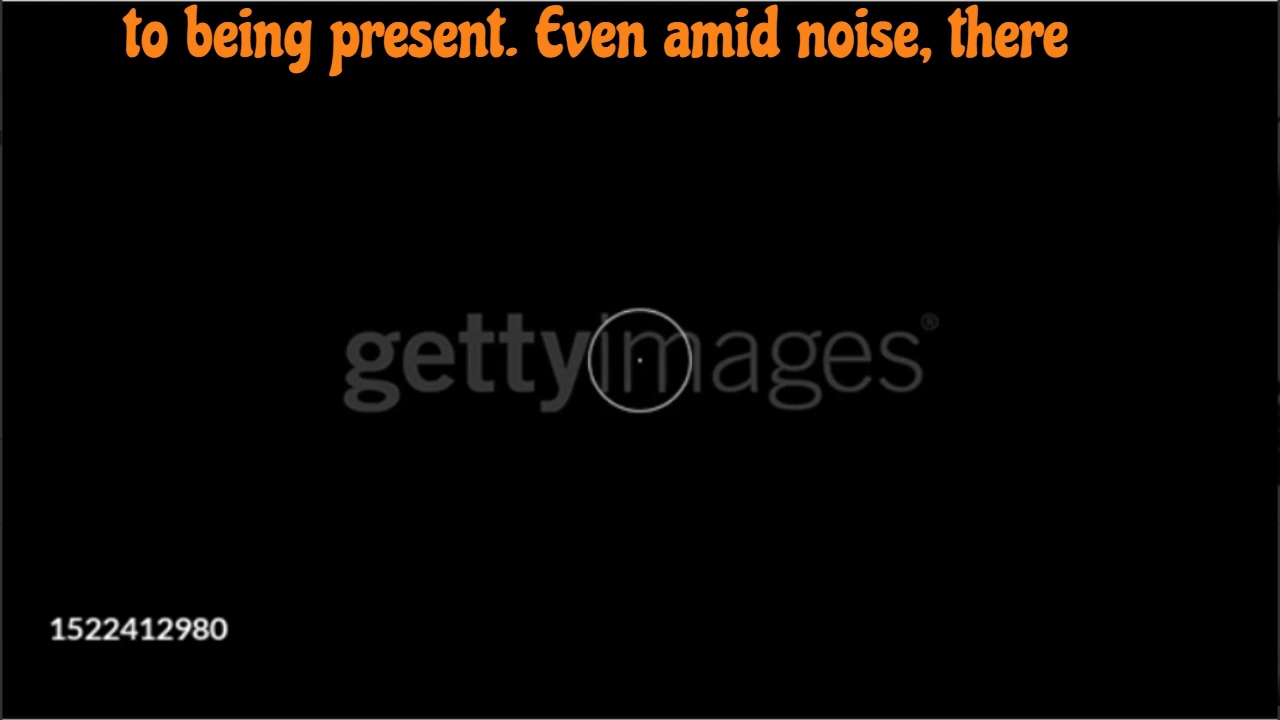 to being present. Even amid noise, there
gettyimages®
1522412980